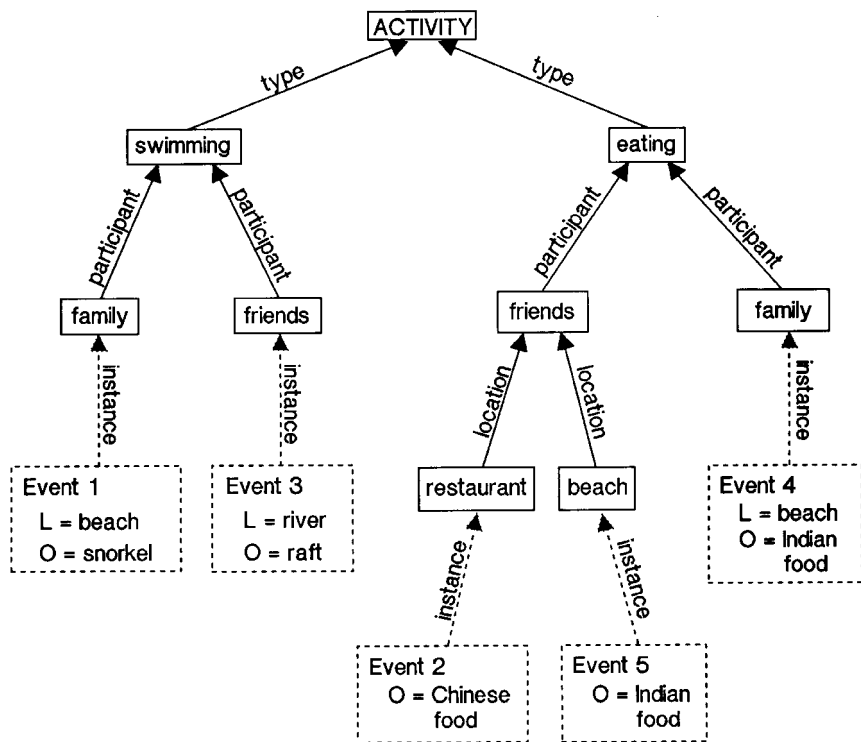 ACTIVITY
type
type
swimming
eating
participant
participant
participant
participant
family
friends
friends
family
instance
instance
location
location
instance
Event 1
L = beach
O = snorkel
Event 3
L = river
O = raft
restaurant
beach
Event 4
L = beach
O = Indian
food
instance
instance
Event 2
O = Chinese
food
Event 5
O = Indian
food